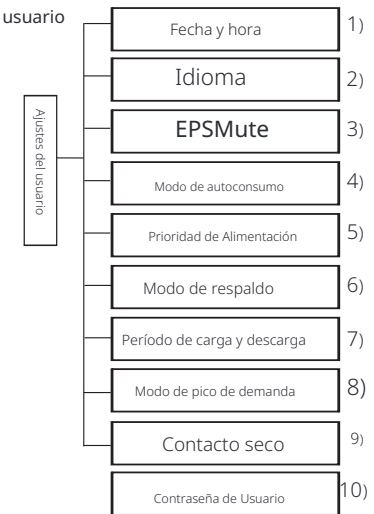 usuario
Ajustes del usuario
Fecha y hora 1)
Idioma 2)
EPSMute 3)
Modo de autoconsumo 4)
Prioridad de Alimentación 5)
Modo de respaldo 6)
Período de carga y descarga 7)
Modo de pico de demanda 8)
Contacto seco 9)
Contraseña de Usuario 10)